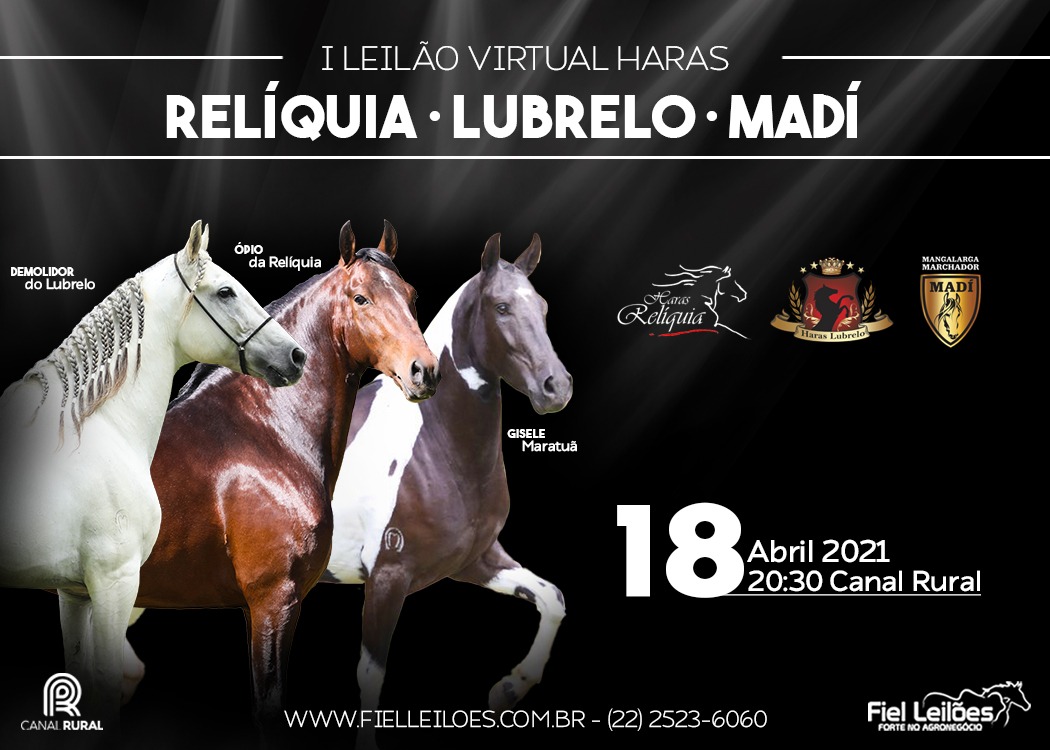 I LEILÃO VIRTUAL HARAS
RELÍQUIA · LUBRELO · MADÍ
DEMOLIDOR
do Lubrelo
ÓDIO
da Relíquia
GISELE
Maratuã
Haras
Relíquia
Haras Lubrelo
MANGALARGA
MARCHADOR
MADÍ
18
Abril 2021
20:30 Canal Rural
CANAL RURAL
WWW.FIELLEILOES.COM.BR - (22) 2523-6060
Fiel Leilões
FORTE NO AGRONEGÓCIO